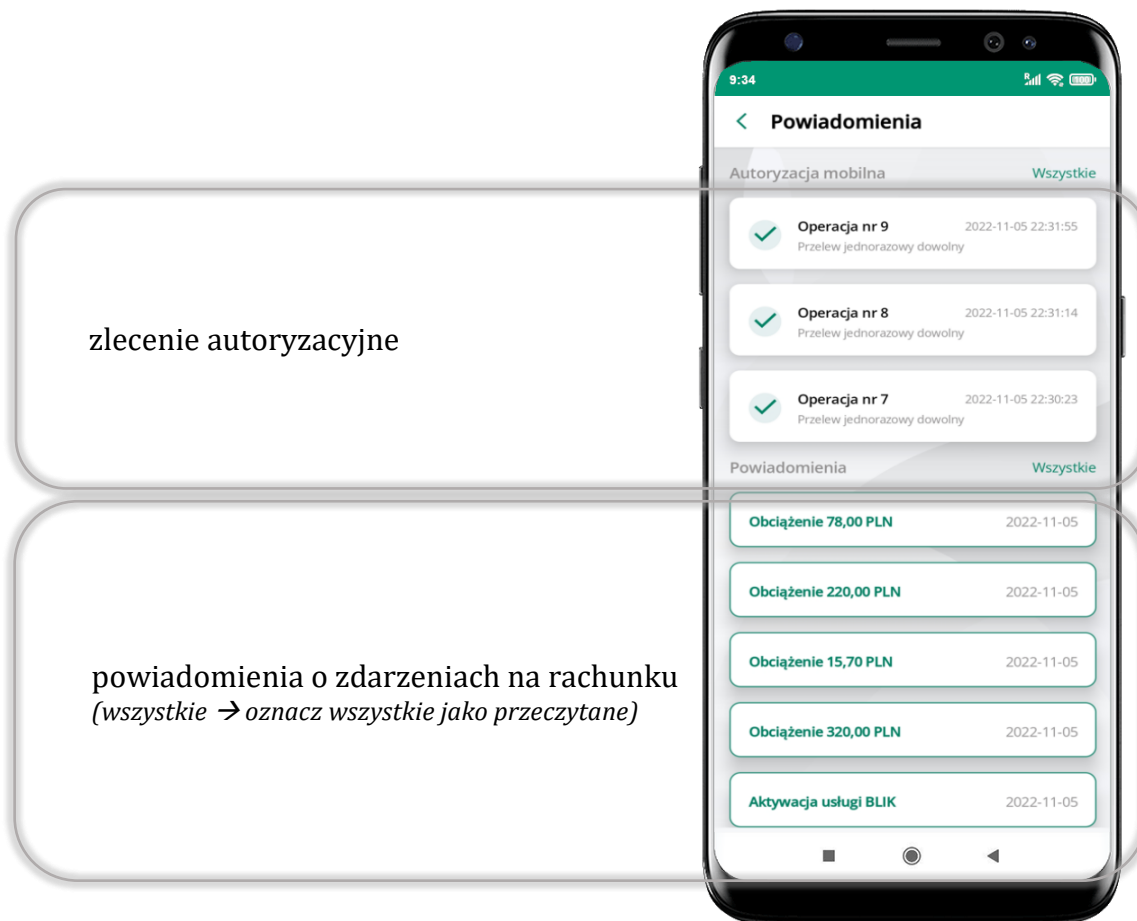 9:34
Powiadomienia
Autoryzacja mobilna Wszystkie
Operacja nr 9 2022-11-05 22:31:55
Przelew jednorazowy dowolny
zlecenie autoryzacyjne
Operacja nr 8 2022-11-05 22:31:14
Przelew jednorazowy dowolny
Operacja nr 7 2022-11-05 22:30:23
Przelew jednorazowy dowolny
Powiadomienia Wszystkie
powiadomienia o zdarzeniach na rachunku
(wszystkie → oznacz wszystkie jako przeczytane)
Obciążenie 78,00 PLN 2022-11-05
Obciążenie 220,00 PLN 2022-11-05
Obciążenie 15,70 PLN 2022-11-05
Obciążenie 320,00 PLN 2022-11-05
Aktywacja usługi BLIK 2022-11-05